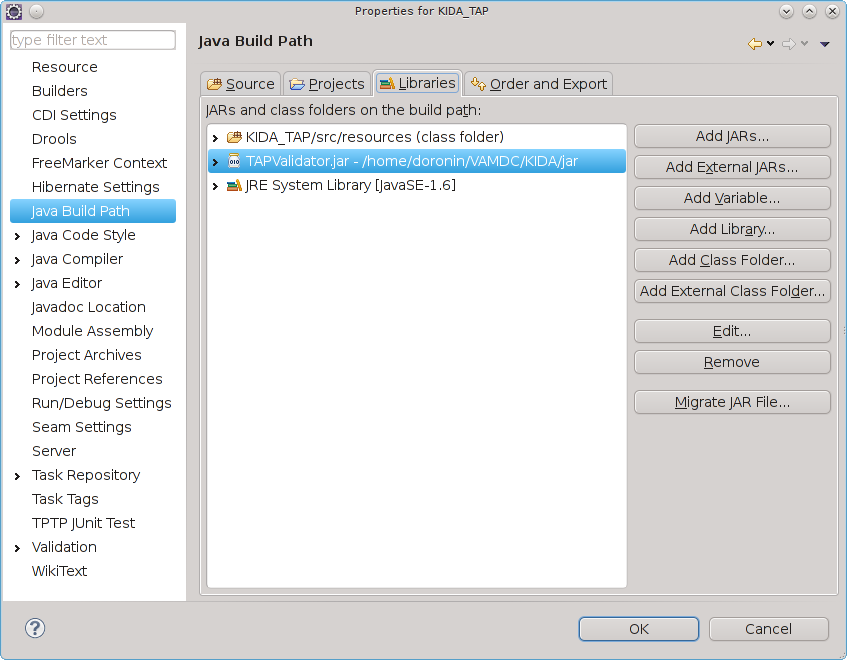 Properties for KIDA_TAP
type filter text
Resource
Builders
CDI Settings
Drools
FreeMarker Context
Hibernate Settings
Java Build Path
Java Code Style
Java Compiler
Java Editor
Javadoc Location
Module Assembly
Project Archives
Project References
Run/Debug Settings
Seam Settings
Server
Task Repository
Task Tags
TPTP JUnit Test
Validation
WikiText
Java Build Path
Source
Projects
Libraries
Order and Export
JARs and class folders on the build path:
KIDA_TAP/src/resources (class folder)
010
TAPValidator.jar - /home/doronin/VAMDC/KIDA/jar
JRE System Library [JavaSE-1.6]
Add JARs...
Add External JARs...
Add Variable...
Add Library...
Add Class Folder...
Add External Class Folder...
Edit...
Remove
Migrate JAR File...
?
OK
Cancel